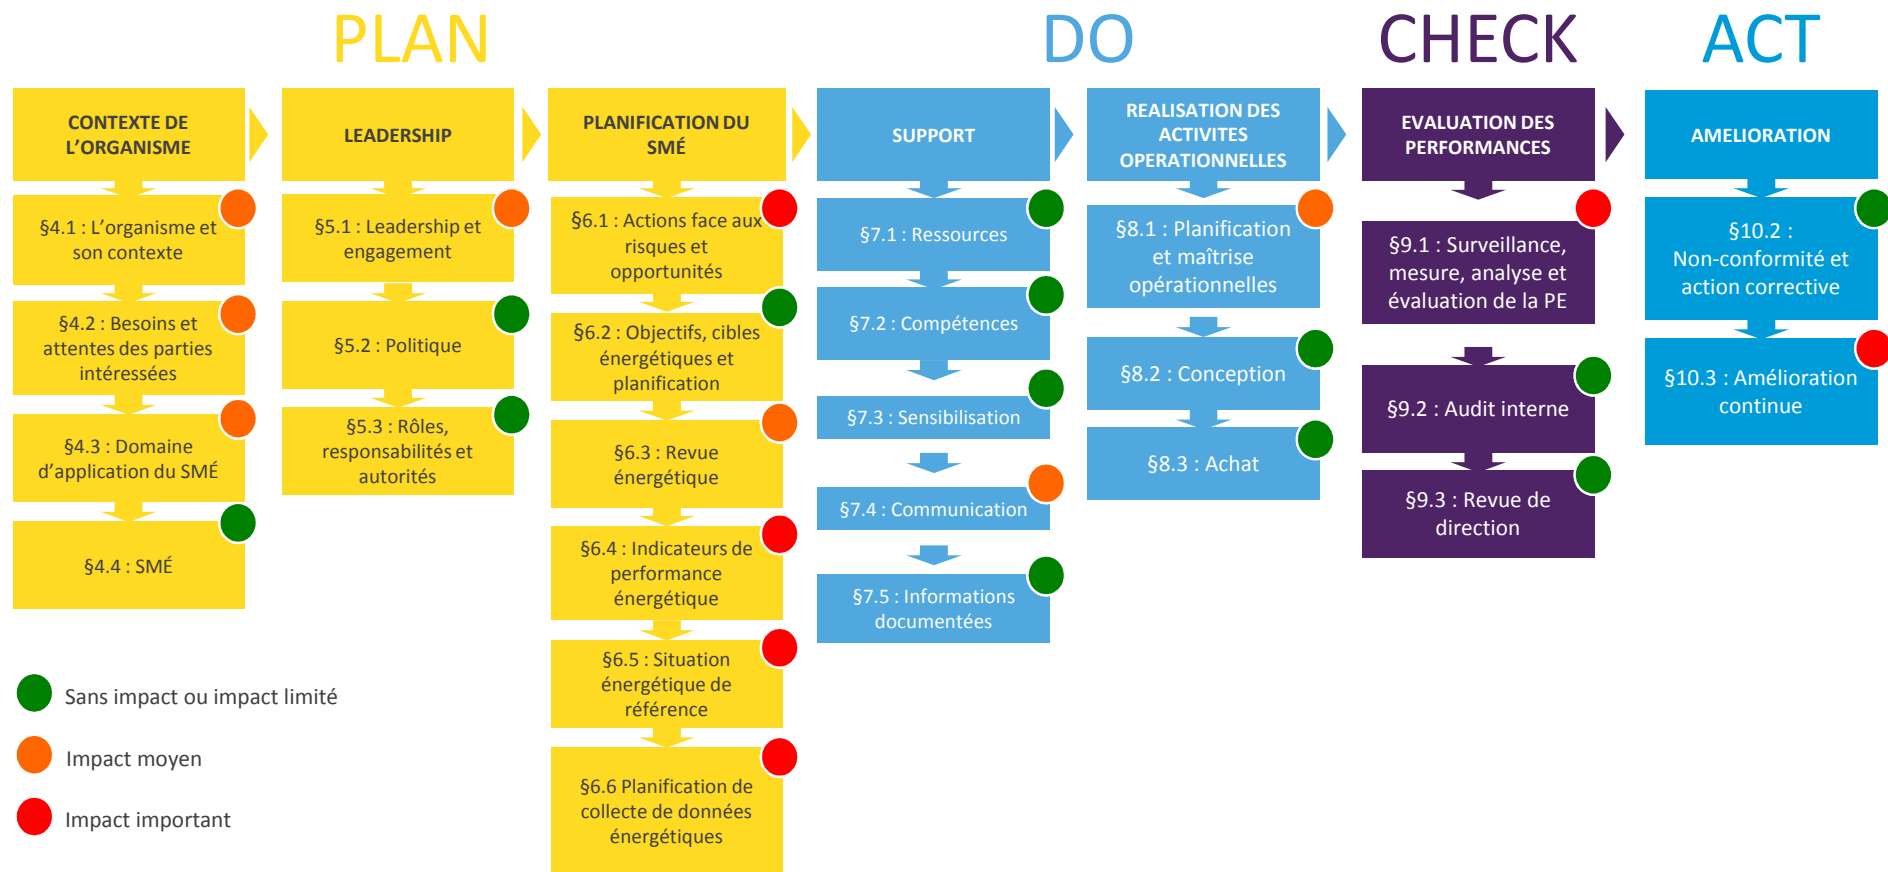 PLAN
DO
CHECK
ACT
CONTEXTE DE
L'ORGANISME
§4.1 : L'organisme et
son contexte
§4.2 : Besoins et
attentes des parties
intéressées
§4.3 : Domaine
d'application du SMÉ
§4.4 : SMÉ
LEADERSHIP
§5.1 : Leadership et
engagement
§5.2 : Politique
§5.3 : Rôles,
responsabilités et
autorités
PLANIFICATION DU
SMÉ
§6.1 : Actions face aux
risques et
opportunités
§6.2 : Objectifs, cibles
énergétiques et
planification
§6.3 : Revue
énergétique
§6.4 : Indicateurs de
performance
énergétique
§6.5 : Situation
énergétique de
référence
§6.6 Planification de
collecte de données
énergétiques
SUPPORT
§7.1 : Ressources
§7.2 : Compétences
§7.3 : Sensibilisation
§7.4 : Communication
§7.5 : Informations
documentées
REALISATION DES
ACTIVITES
OPERATIONNELLES
§8.1 : Planification
et maîtrise
opérationnelles
§8.2 : Conception
§8.3 : Achat
EVALUATION DES
PERFORMANCES
§9.1 : Surveillance,
mesure, analyse et
évaluation de la PE
§9.2 : Audit interne
§9.3 : Revue de
direction
AMELIORATION
§10.2 :
Non-conformité et
action corrective
§10.3 : Amélioration
continue
Sans impact ou impact limité
Impact moyen
Impact important